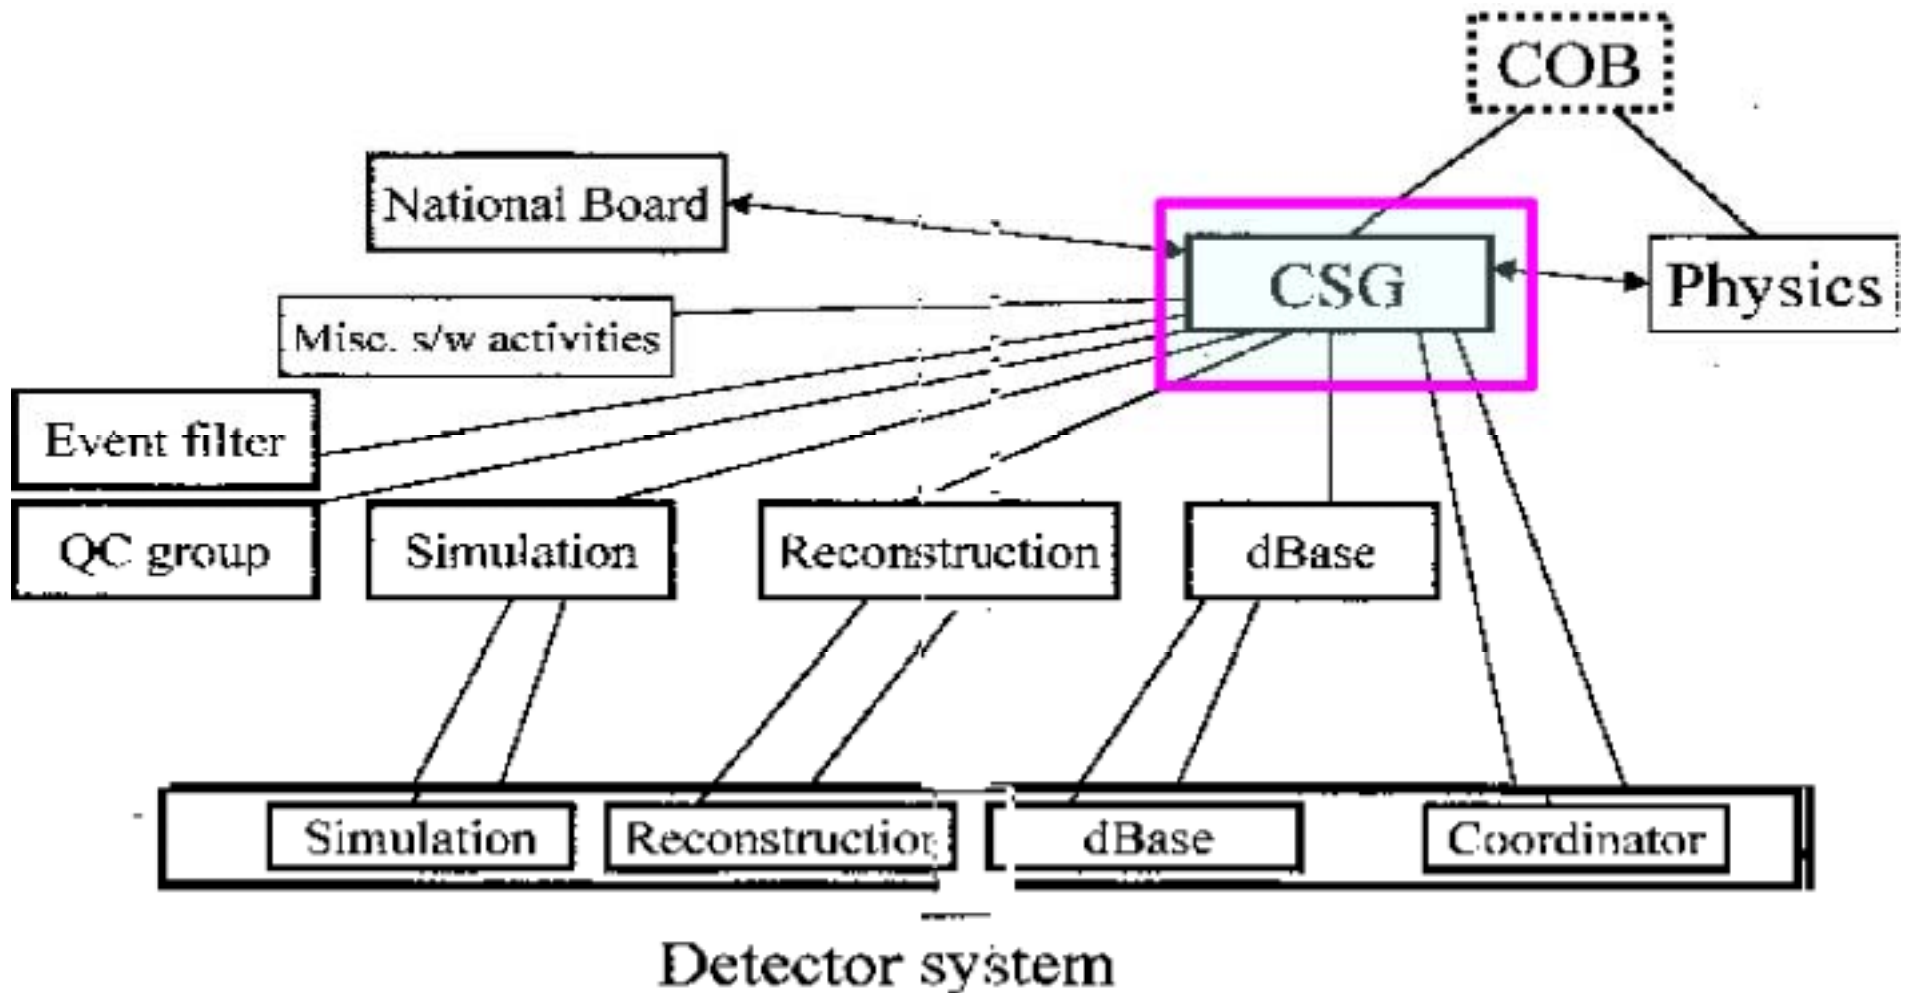 COB
National Board
CSG
Physics
Misc. s/w activities
Event filter
QC group
Simulation
Reconstruction
dBase
Simulation
Reconstruction
dBase
Coordinator
Detector system